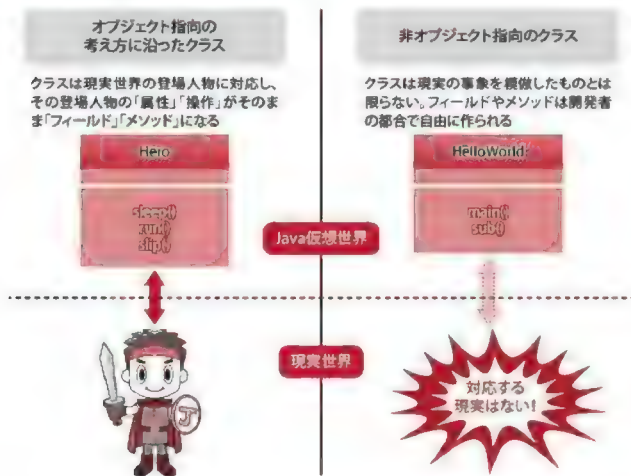 オブジェクト指向の
考え方に沿ったクラス
クラスは現実世界の登場人物に対応し、
その登場人物の「属性」「操作」がそのま
ま「フィールド」「メソッド」になる
Hero
sleep()
run()
slip()
非オブジェクト指向のクラス
クラスは現実の事象を模倣したものとは
限らない。フィールドやメソッドは開発者
の都合で自由に作られる
HelloWorld
main()
sub()
Java仮想世界
現実世界
J
対応する
現実はない!